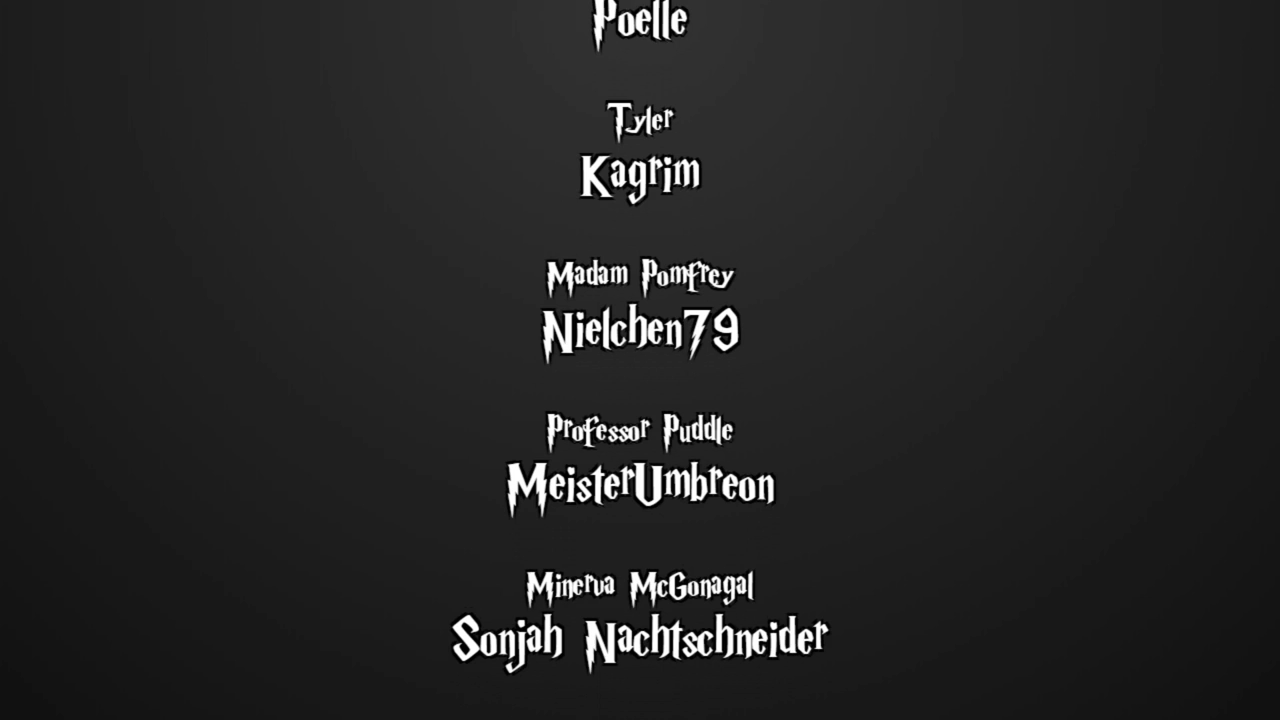 Poelle
Tyler
Kagrim
Madam Pomfrey
Nielchen79
Professor Puddle
MeisterUmbreon
Minerva McGonagal
Sonjah Nachtschneider